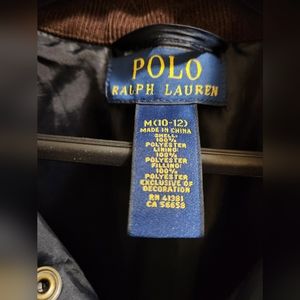 POLO
RALPH LAUREN
M (10-12)
MADE IN CHINA
SHELL:
100%
POLYESTER
LINING:
100%
POLYESTER
FILLING:
100%
POLYESTER
EXCLUSIVE OF
DECORATION
RN 41381
CA 56658